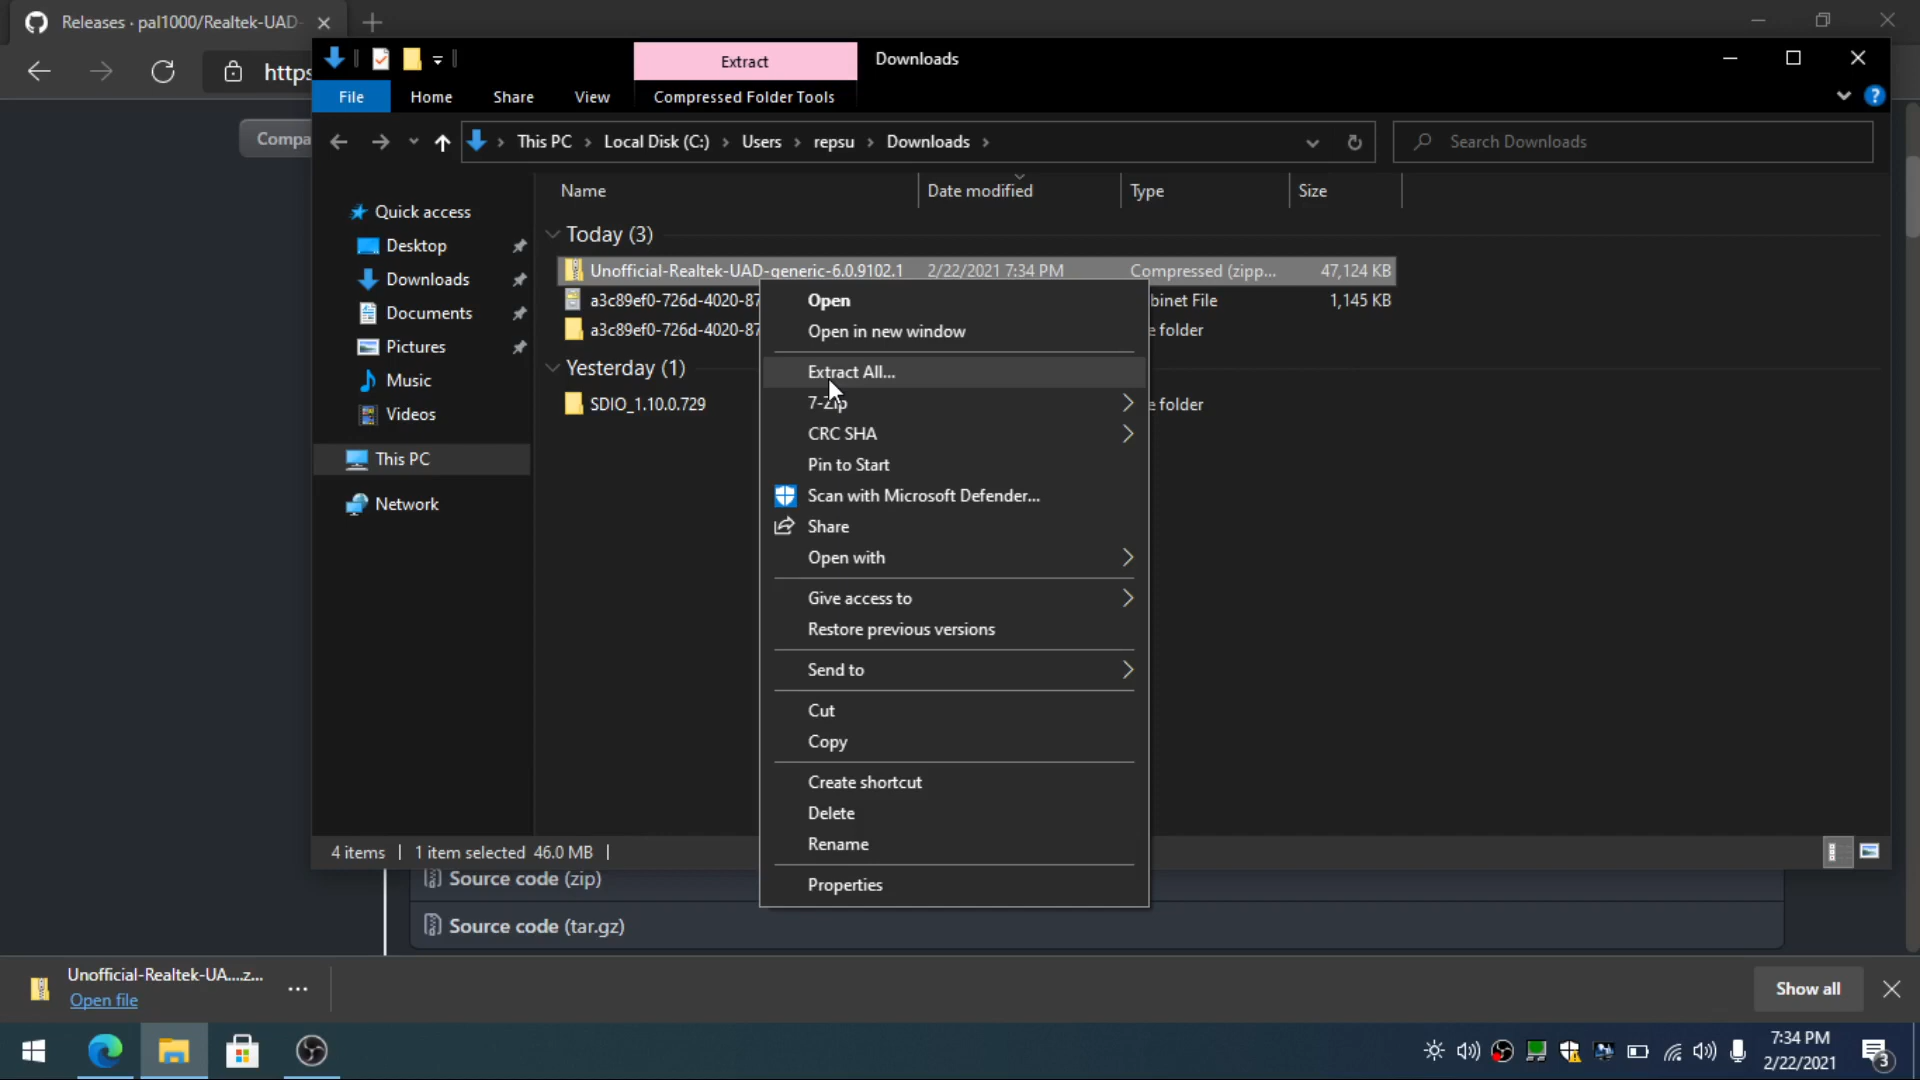 Releases · pal1000/Realtek-UAD-
https
Compa
Extract
Downloads
File
Home
Share
View
Compressed Folder Tools
This PC
Local Disk (C:)
Users
repsu
Downloads
Search Downloads
Name
Date modified
Type
Size
Quick access
Desktop
Downloads
Documents
Pictures
Music
Videos
This PC
Network
Today (3)
Unofficial-Realtek-UAD-generic-6.0.9102.1
2/22/2021 7:34 PM
Compressed (zipp...
47,124 KB
a3c89ef0-726d-4020-87
binet File
1,145 KB
a3c89ef0-726d-4020-87
e folder
Yesterday (1)
SDIO_1.10.0.729
e folder
Open
Open in new window
Extract All...
7-Zip
CRC SHA
Pin to Start
Scan with Microsoft Defender...
Share
Open with
Give access to
Restore previous versions
Send to
Cut
Copy
Create shortcut
Delete
Rename
Properties
4 items
1 item selected 46.0 MB
Source code (zip)
Source code (tar.gz)
Unofficial-Realtek-UA....z...
Open file
Show all
7:34 PM
2/22/2021
3